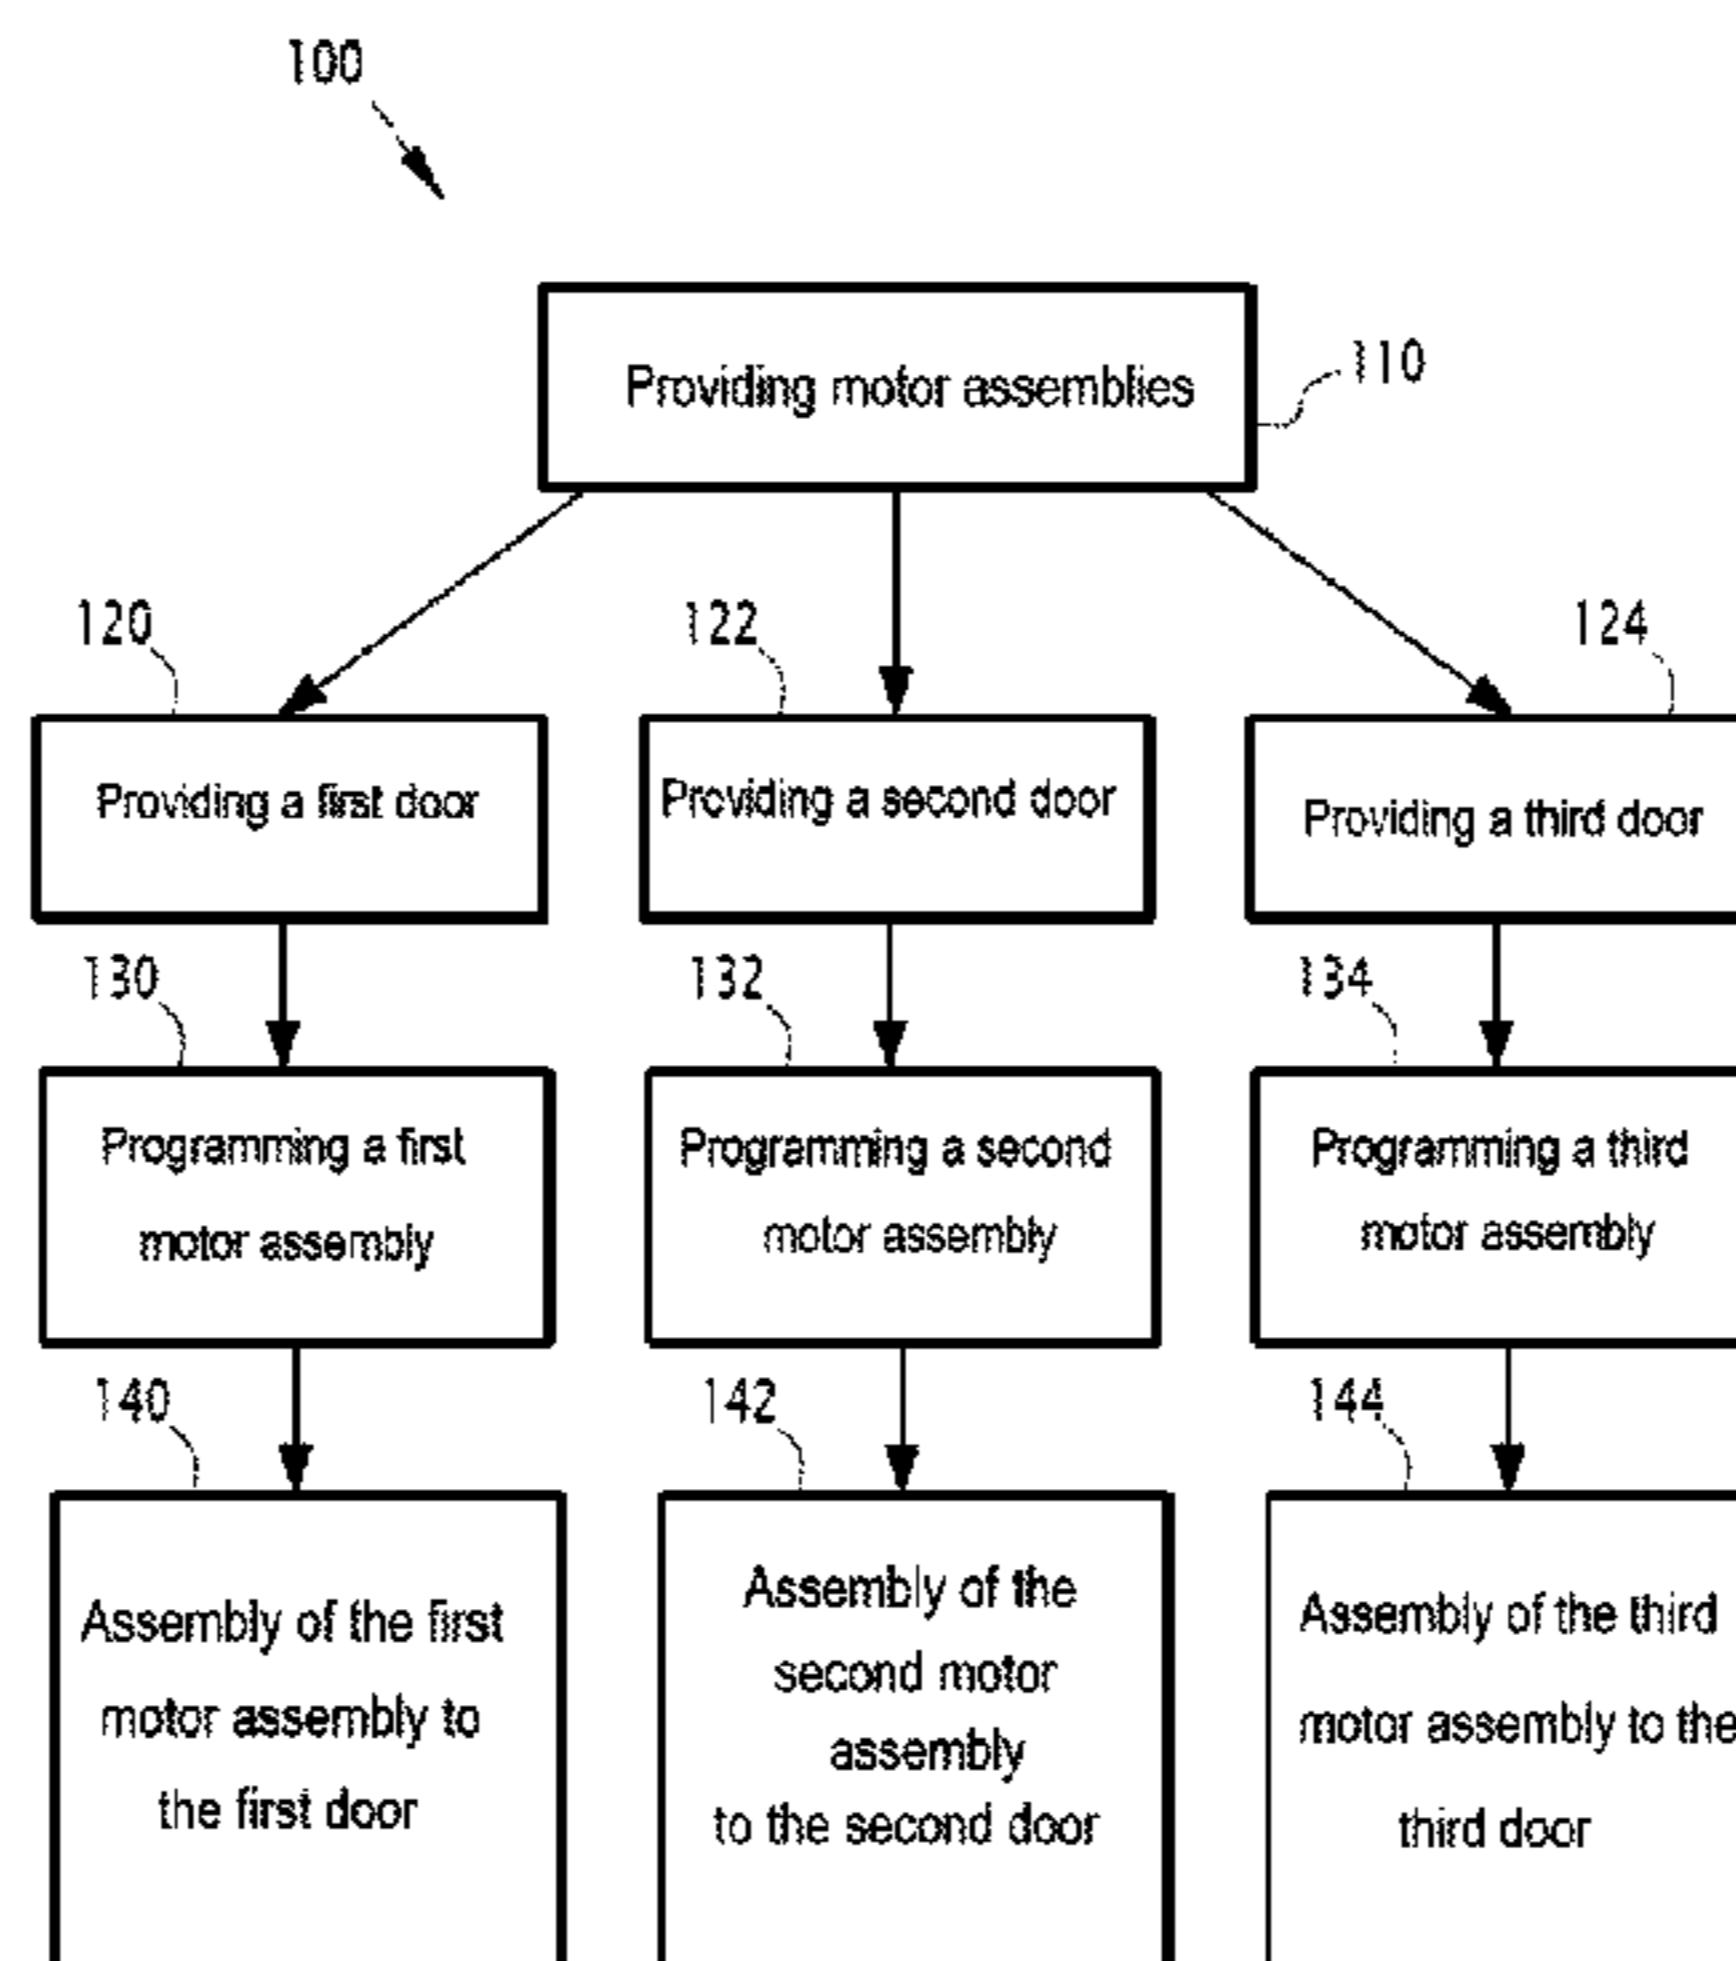 100
Providing motor assemblies
110
120
122
124
Providing a first door
Providing a second door
Providing a third door
130
132
134
Programming a first
motor assembly
Programming a second
motor assembly
Programming a third
motor assembly
140
142
144
Assembly of the first
motor assembly to
the first door
Assembly of the
second motor
assembly
to the second door
Assembly of the third
motor assembly to the
third door